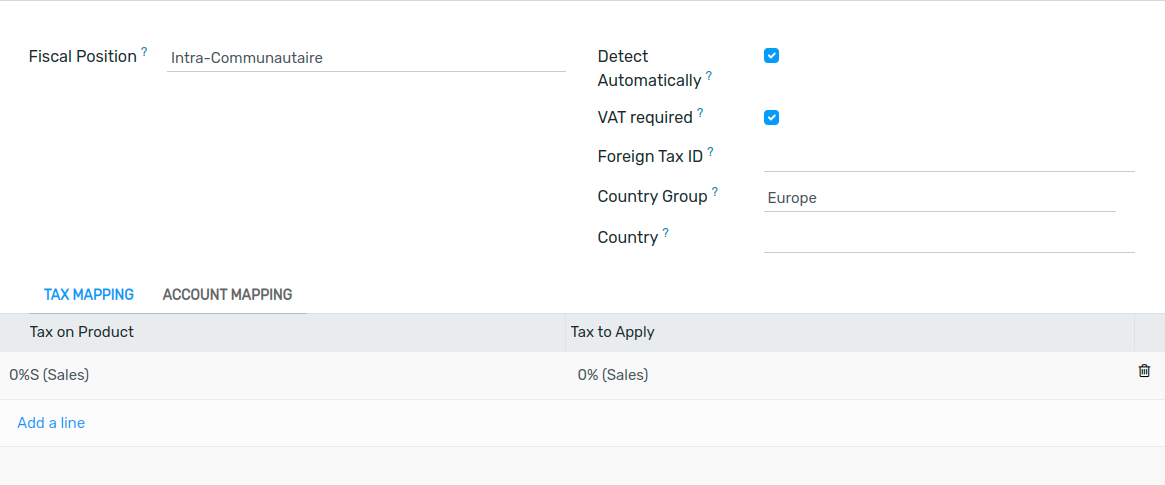 Fiscal Position ? Intra-Communautaire
Detect
Automatically ?
VAT required ?
Foreign Tax ID ?
Country Group ? Europe
Country ?
TAX MAPPING ACCOUNT MAPPING
Tax on Product Tax to Apply
0%S (Sales) 0% (Sales)
Add a line